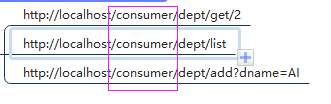 http://localhost/consumer/dept/get/2
http://localhost/consumer/dept/list
http://localhost/consumer/dept/add?dname=AI